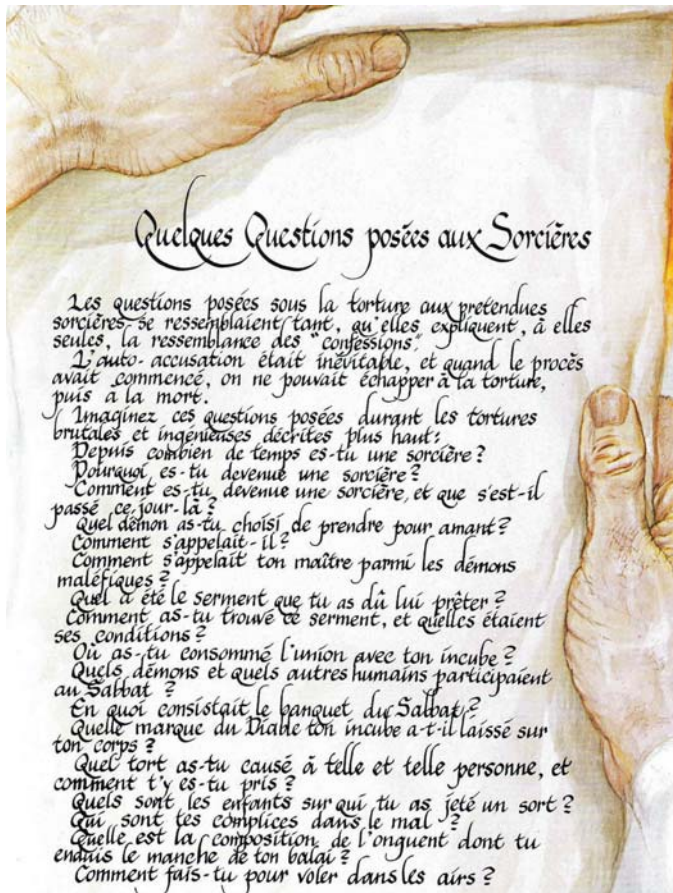 Quelques Questions posées aux Sorcières
Les questions posées sous la torture aux prétendues
sorcières se ressemblaient tant, qu'elles expliquent, à elles
seules, la ressemblance des "confessions".
L'auto-accusation était inévitable, et quand le procès
avait commencé, on ne pouvait échapper à la torture,
puis à la mort.
Imaginez ces questions posées durant les tortures
brutales et ingénieuses décrites plus haut:
Depuis combien de temps es-tu une sorcière?
Pourquoi es-tu devenue une sorcière?
Comment es-tu devenue une sorcière, et que s'est-il
passé ce jour-là?
Quel démon as-tu choisi de prendre pour amant?
Comment s'appelait-il?
Comment s'appelait ton maître parmi les démons
maléfiques?
Quel a été le serment que tu as dû lui prêter?
Comment as-tu trouvé ce serment, et quelles étaient
ses conditions?
Où as-tu consommé l'union avec ton incube?
Quels démons et quels autres humains participaient
au Sabbat?
En quoi consistait le banquet du Sabbat?
Quelle marque du Diable ton incube a-t-il laissé sur
ton corps?
Quel tort as-tu causé à telle et telle personne, et
comment t'y es-tu pris?
Quels sont les enfants sur qui tu as jeté un sort?
Qui sont tes complices dans le mal?
Quelle est la composition de l'onguent dont tu
enduis le manche de ton balai?
Comment fais-tu pour voler dans les airs?